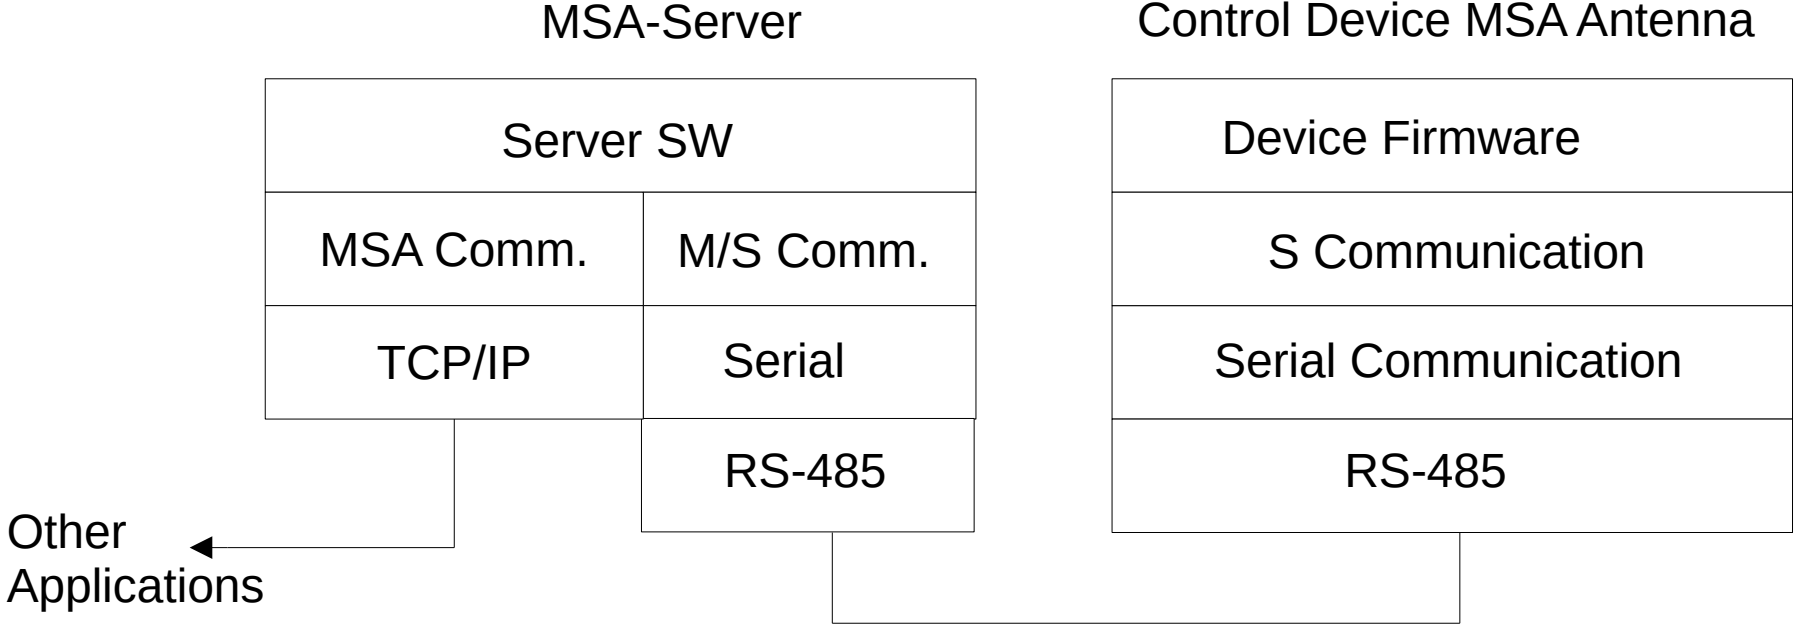 MSA-Server
Control Device MSA Antenna
Server SW
MSA Comm.
M/S Comm.
TCP/IP
Serial
RS-485
Device Firmware
S Communication
Serial Communication
RS-485
Other
Applications